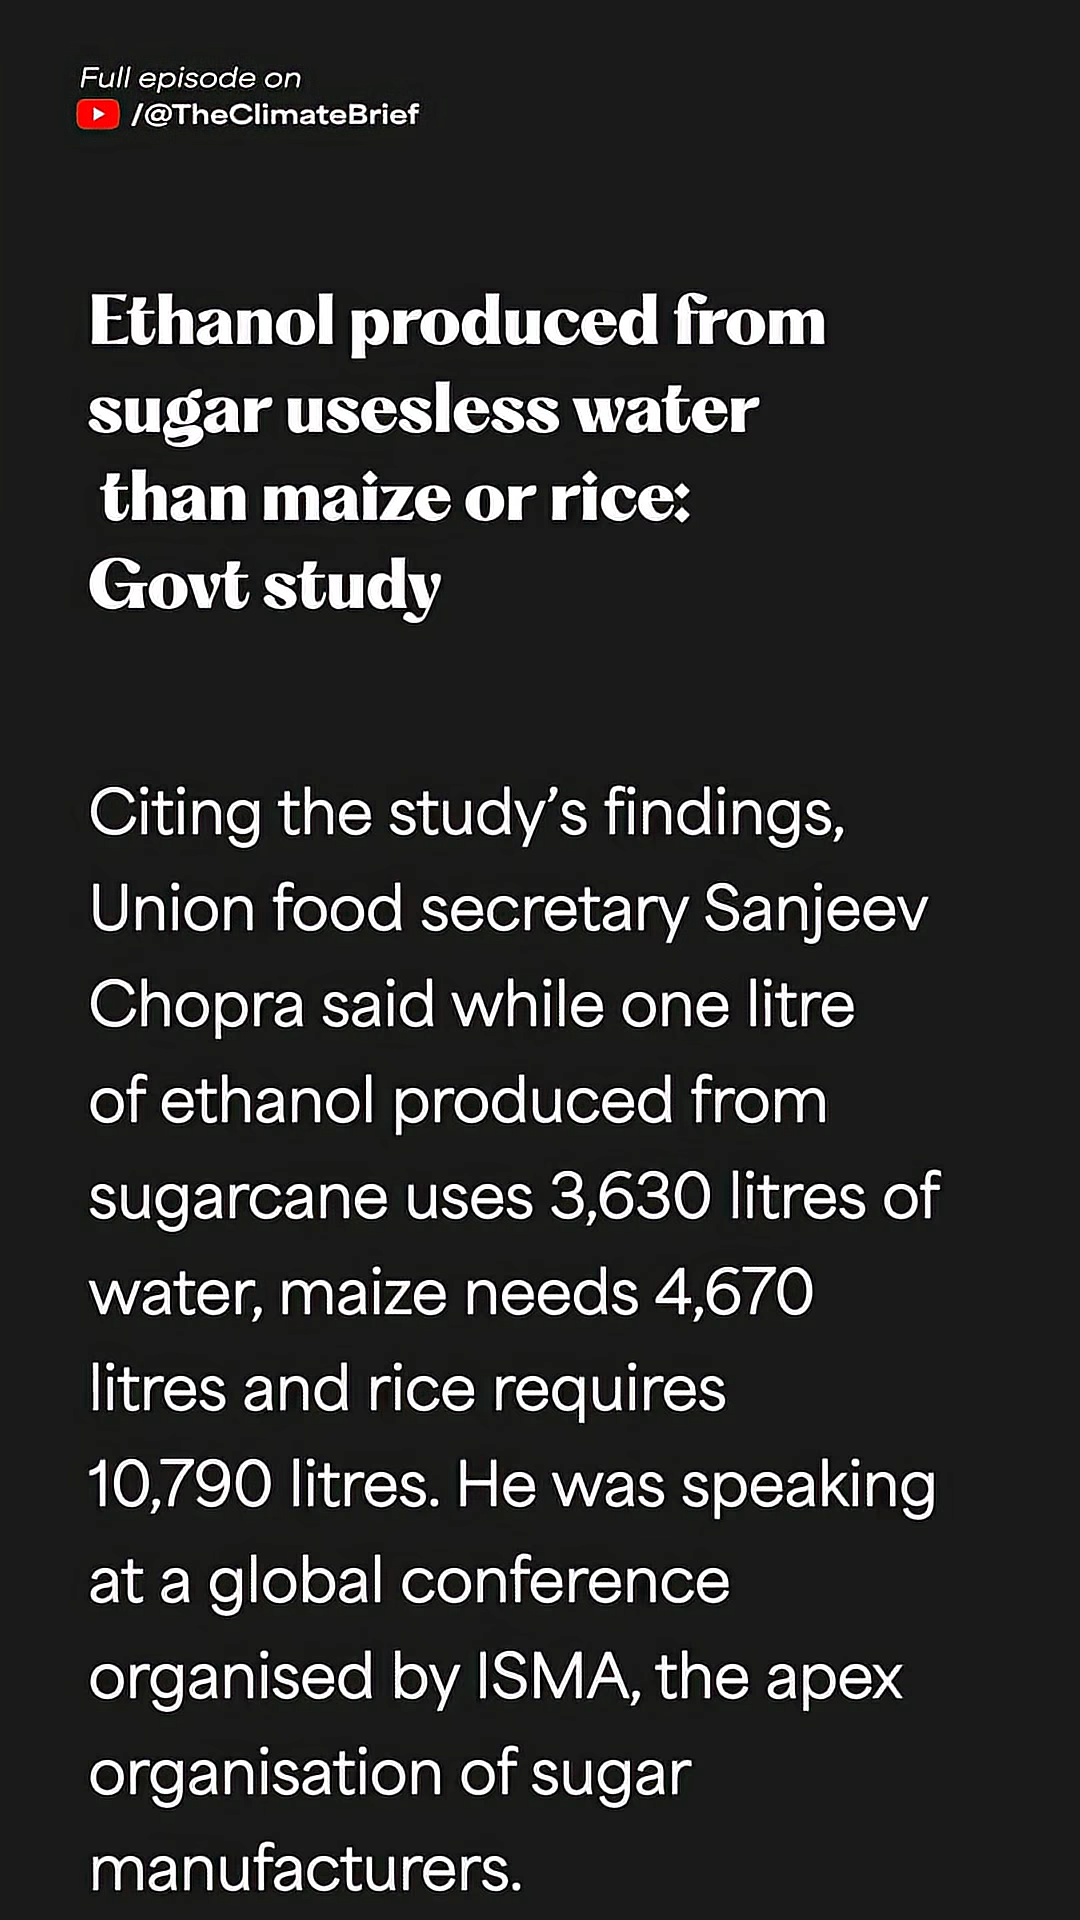 Full episode on
/@TheClimateBrief
Ethanol produced from
sugar usesless water
than maize or rice:
Govt study
Citing the study’s findings,
Union food secretary Sanjeev
Chopra said while one litre
of ethanol produced from
sugarcane uses 3,630 litres of
water, maize needs 4,670
litres and rice requires
10,790 litres. He was speaking
at a global conference
organised by ISMA, the apex
organisation of sugar
manufacturers.